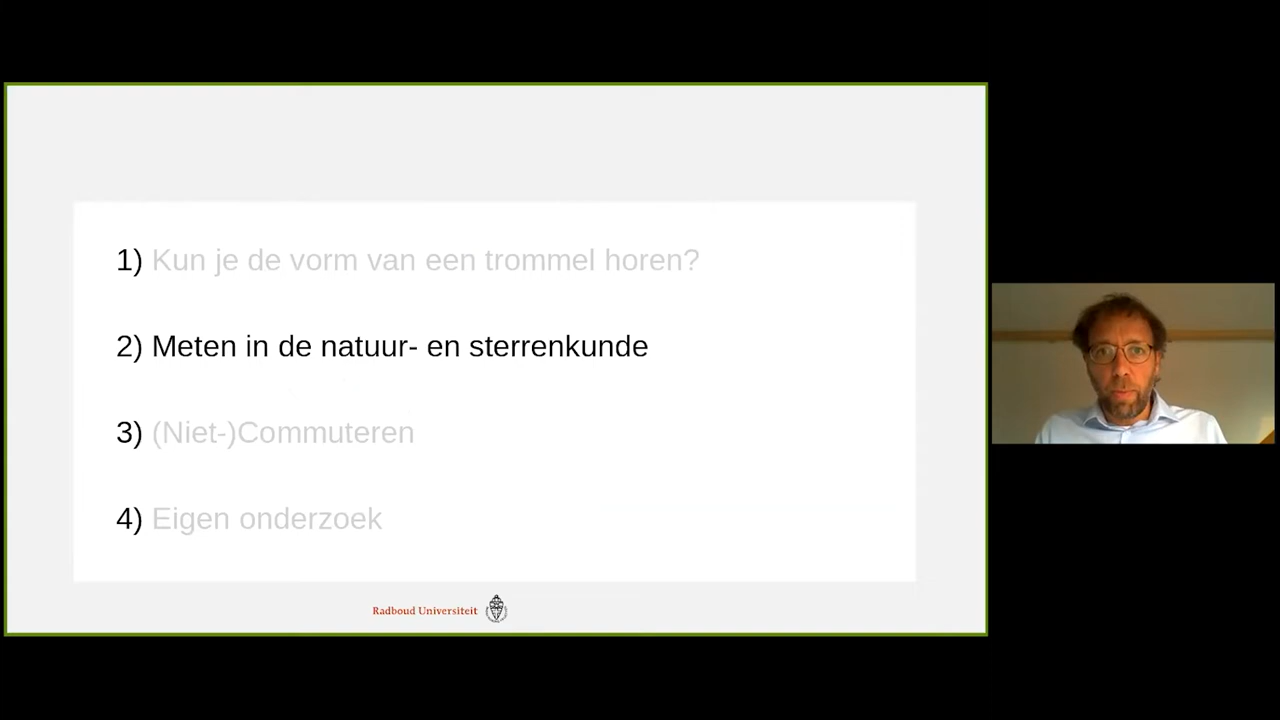 1) Kun je de vorm van een trommel horen?
2) Meten in de natuur- en sterrenkunde
3) (Niet-)Commuteren
4) Eigen onderzoek
Radboud Universiteit